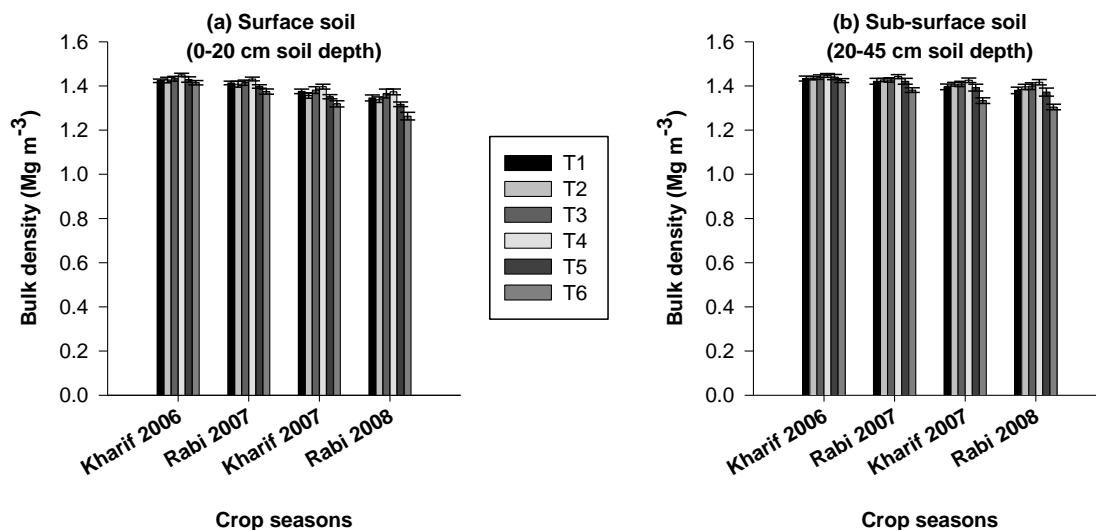 (a) Surface soil
(0-20 cm soil depth)
1.6
1.4
1.2
1.0
0.8
0.6
0.4
0.2
0.0
Bulk density (Mg m-3)
Kharif 2006
Rabi 2007
Kharif 2007
Rabi 2008
Crop seasons
T1
T2
T3
T4
T5
T6
(b) Sub-surface soil
(20-45 cm soil depth)
1.6
1.4
1.2
1.0
0.8
0.6
0.4
0.2
0.0
Bulk density (Mg m-3)
Kharif 2006
Rabi 2007
Kharif 2007
Rabi 2008
Crop seasons